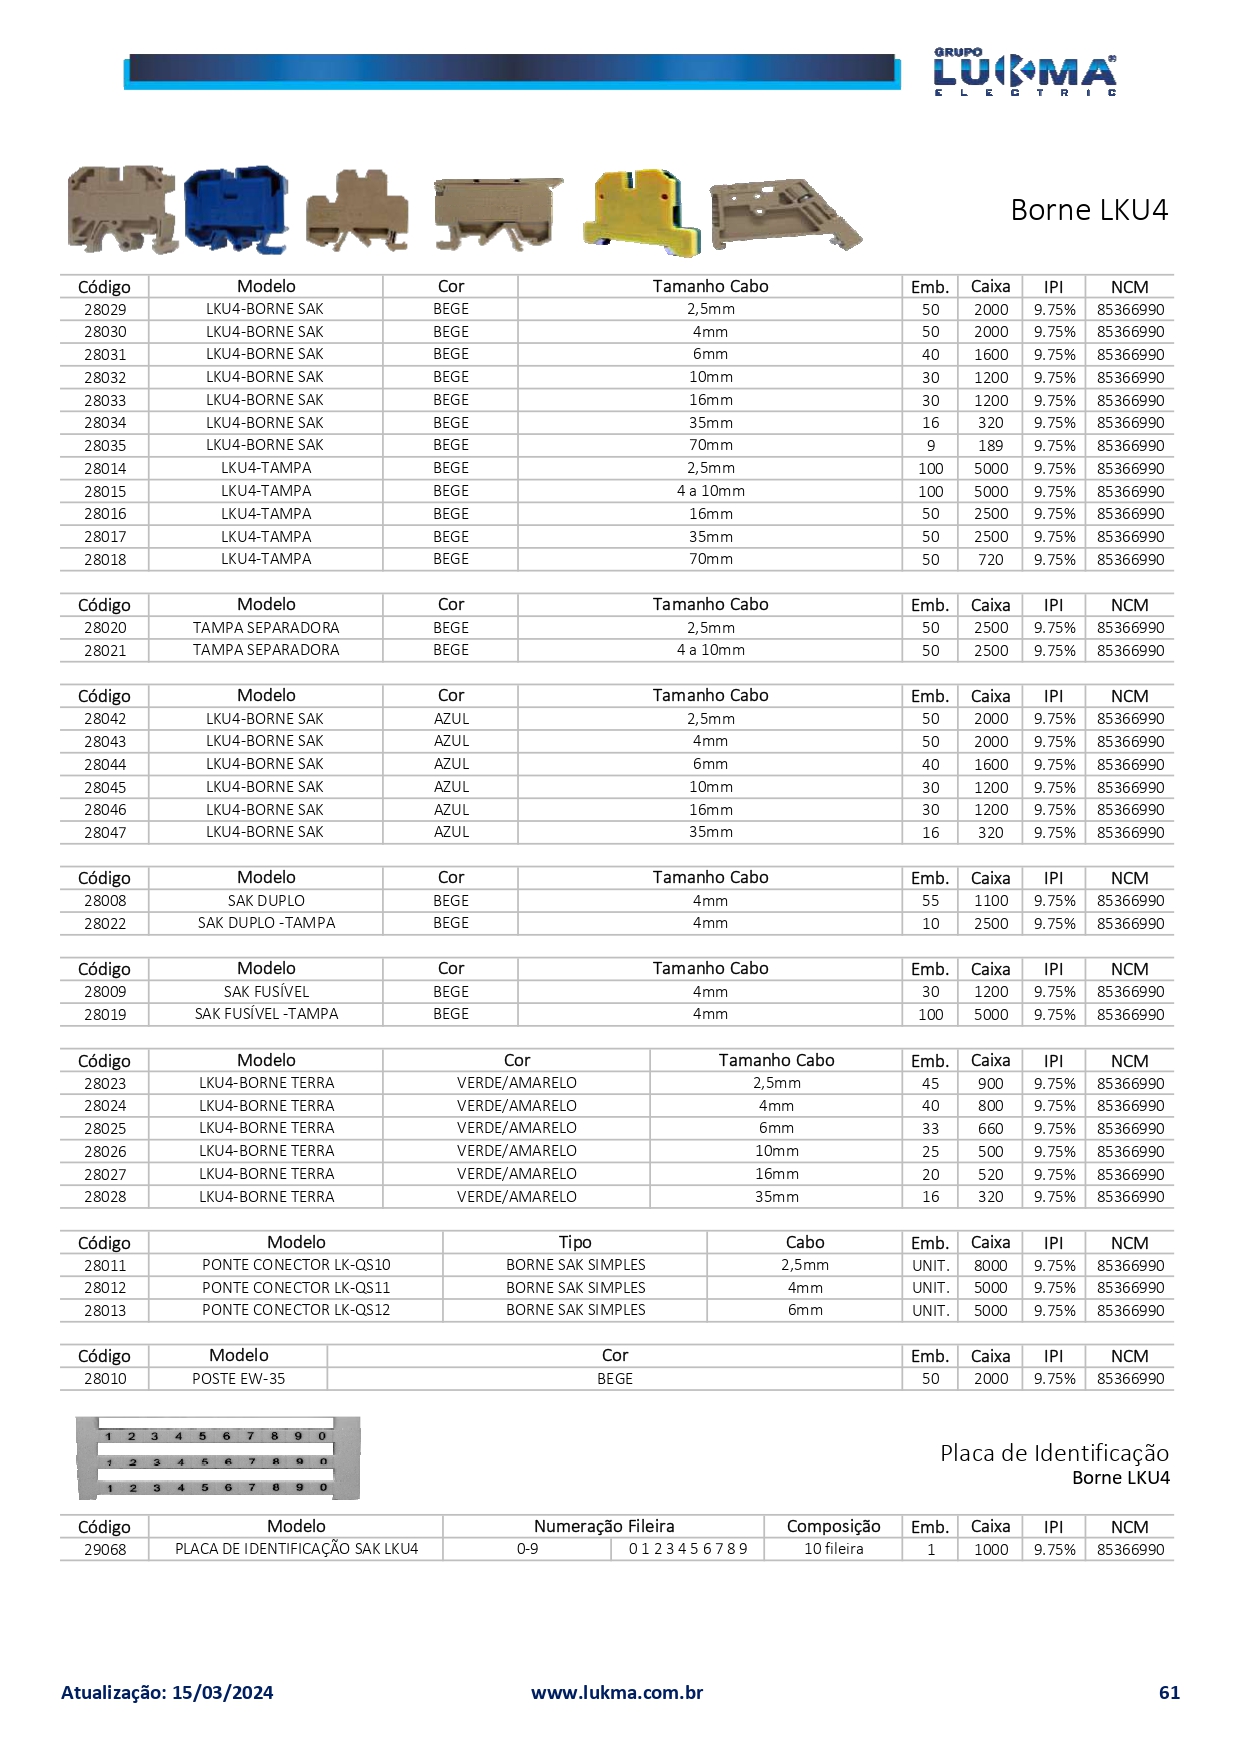 GRUPO
LUKMA
ELECTRIC
Borne LKU4
Código Modelo Cor Tamanho Cabo Emb. Caixa IPI NCM
28029 LKU4-BORNE SAK BEGE 2,5mm 50 2000 9.75% 85366990
28030 LKU4-BORNE SAK BEGE 4mm 50 2000 9.75% 85366990
28031 LKU4-BORNE SAK BEGE 6mm 40 1600 9.75% 85366990
28032 LKU4-BORNE SAK BEGE 10mm 30 1200 9.75% 85366990
28033 LKU4-BORNE SAK BEGE 16mm 30 1200 9.75% 85366990
28034 LKU4-BORNE SAK BEGE 35mm 16 320 9.75% 85366990
28035 LKU4-BORNE SAK BEGE 70mm 9 189 9.75% 85366990
28014 LKU4-TAMPA BEGE 2,5mm 100 5000 9.75% 85366990
28015 LKU4-TAMPA BEGE 4 a 10mm 100 5000 9.75% 85366990
28016 LKU4-TAMPA BEGE 16mm 50 2500 9.75% 85366990
28017 LKU4-TAMPA BEGE 35mm 50 2500 9.75% 85366990
28018 LKU4-TAMPA BEGE 70mm 50 720 9.75% 85366990
Código Modelo Cor Tamanho Cabo Emb. Caixa IPI NCM
28020 TAMPA SEPARADORA BEGE 2,5mm 50 2500 9.75% 85366990
28021 TAMPA SEPARADORA BEGE 4 a 10mm 50 2500 9.75% 85366990
Código Modelo Cor Tamanho Cabo Emb. Caixa IPI NCM
28042 LKU4-BORNE SAK AZUL 2,5mm 50 2000 9.75% 85366990
28043 LKU4-BORNE SAK AZUL 4mm 50 2000 9.75% 85366990
28044 LKU4-BORNE SAK AZUL 6mm 40 1600 9.75% 85366990
28045 LKU4-BORNE SAK AZUL 10mm 30 1200 9.75% 85366990
28046 LKU4-BORNE SAK AZUL 16mm 30 1200 9.75% 85366990
28047 LKU4-BORNE SAK AZUL 35mm 16 320 9.75% 85366990
Código Modelo Cor Tamanho Cabo Emb. Caixa IPI NCM
28008 SAK DUPLO BEGE 4mm 55 1100 9.75% 85366990
28022 SAK DUPLO -TAMPA BEGE 4mm 10 2500 9.75% 85366990
Código Modelo Cor Tamanho Cabo Emb. Caixa IPI NCM
28009 SAK FUSÍVEL BEGE 4mm 30 1200 9.75% 85366990
28019 SAK FUSÍVEL -TAMPA BEGE 4mm 100 5000 9.75% 85366990
Código Modelo Cor Tamanho Cabo Emb. Caixa IPI NCM
28023 LKU4-BORNE TERRA VERDE/AMARELO 2,5mm 45 900 9.75% 85366990
28024 LKU4-BORNE TERRA VERDE/AMARELO 4mm 40 800 9.75% 85366990
28025 LKU4-BORNE TERRA VERDE/AMARELO 6mm 33 660 9.75% 85366990
28026 LKU4-BORNE TERRA VERDE/AMARELO 10mm 25 500 9.75% 85366990
28027 LKU4-BORNE TERRA VERDE/AMARELO 16mm 20 520 9.75% 85366990
28028 LKU4-BORNE TERRA VERDE/AMARELO 35mm 16 320 9.75% 85366990
Código Modelo Tipo Cabo Emb. Caixa IPI NCM
28011 PONTE CONECTOR LK-QS10 BORNE SAK SIMPLES 2,5mm UNIT. 8000 9.75% 85366990
28012 PONTE CONECTOR LK-QS11 BORNE SAK SIMPLES 4mm UNIT. 5000 9.75% 85366990
28013 PONTE CONECTOR LK-QS12 BORNE SAK SIMPLES 6mm UNIT. 5000 9.75% 85366990
Código Modelo Cor Emb. Caixa IPI NCM
28010 POSTE EW-35 BEGE 50 2000 9.75% 85366990
1 2 3 4 5 6 7 8 9 0
1 2 3 4 5 6 7 8 9 0
1 2 3 4 5 6 7 8 9 0
Placa de Identificação
Borne LKU4
Código Modelo Numeração Fileira Composição Emb. Caixa IPI NCM
29068 PLACA DE IDENTIFICAÇÃO SAK LKU4 0-9 0 1 2 3 4 5 6 7 8 9 10 fileira 1 1000 9.75% 85366990
Atualização: 15/03/2024 www.lukma.com.br 61